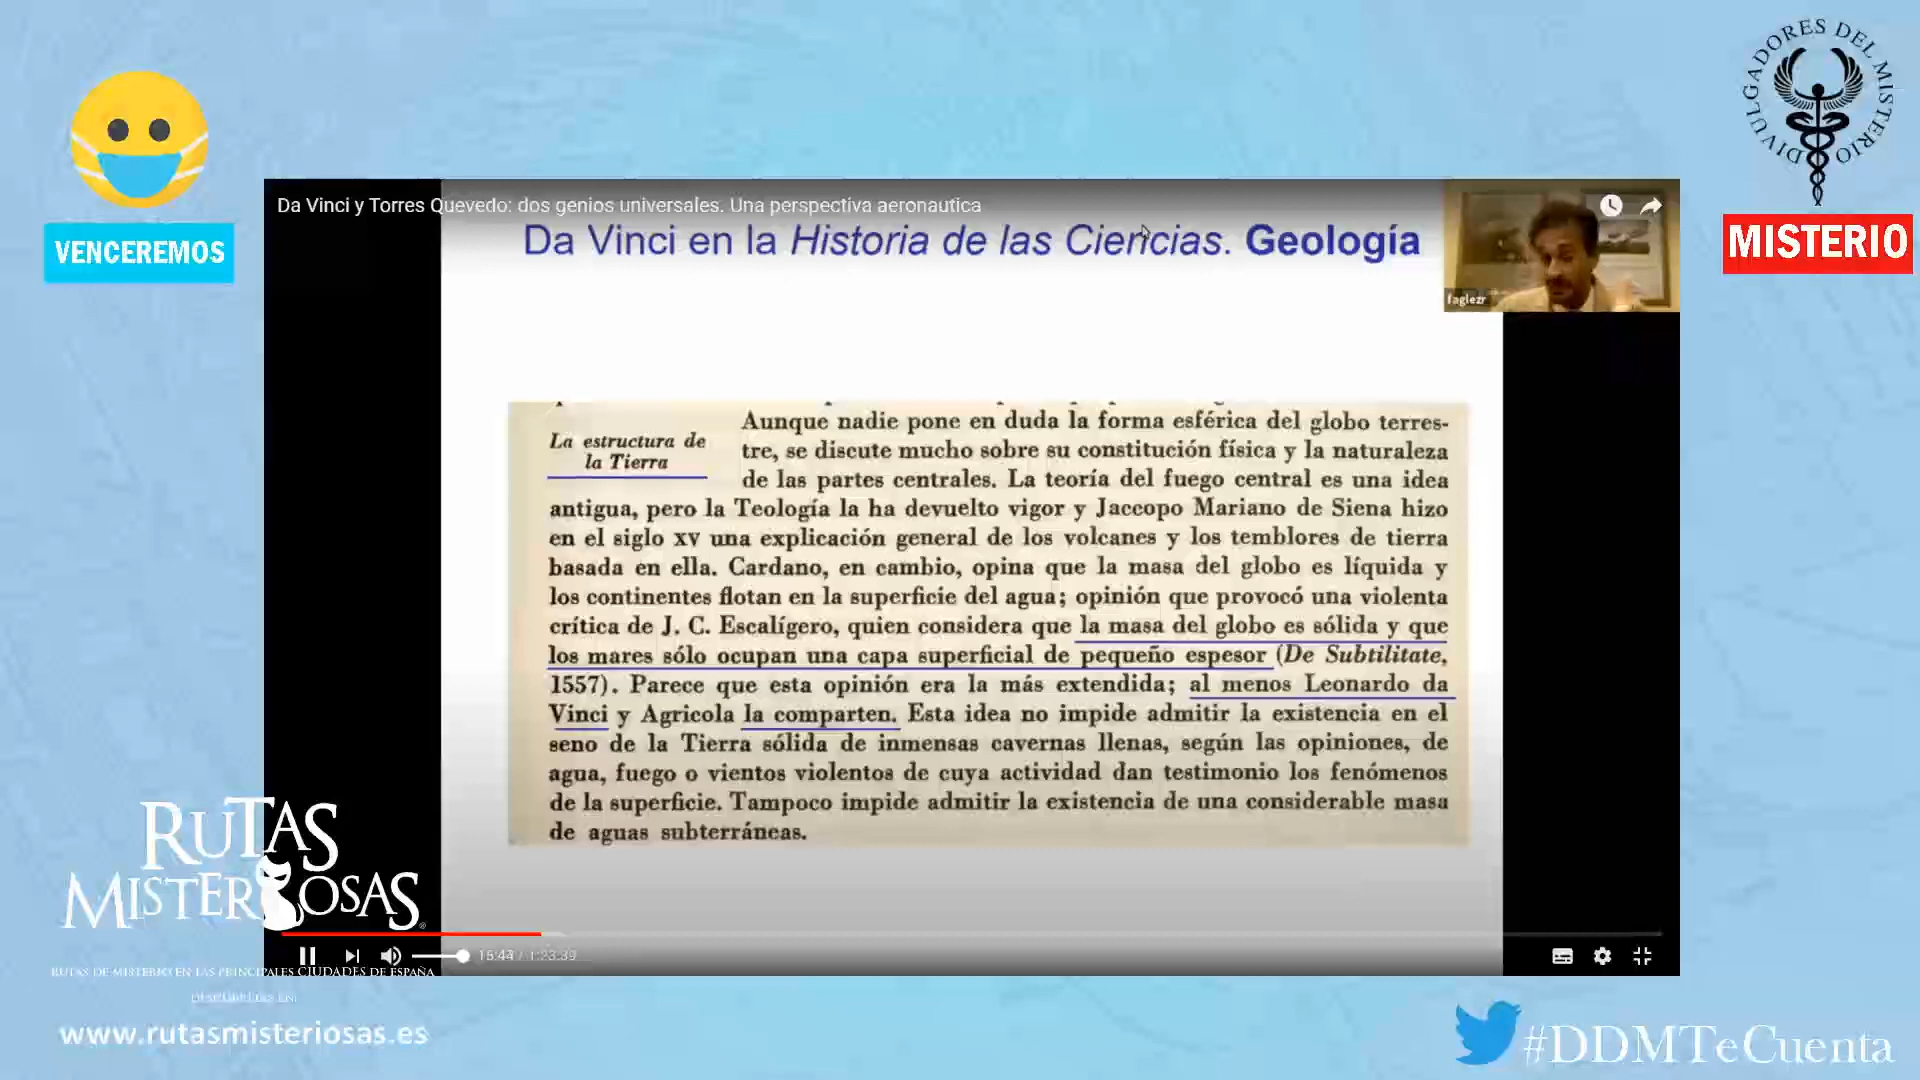 DIVULGADORES DEL MISTERIO
VENCEREMOS
MISTERIO
Da Vinci y Torres Quevedo: dos genios universales. Una perspectiva aeronautica
Da Vinci en la Historia de las Ciencias. Geología
faglezr
La estructura de
la Tierra
Aunque nadie pone en duda la forma esférica del globo terres-
tre, se discute mucho sobre su constitución física y la naturaleza
de las partes centrales. La teoría del fuego central es una idea
antigua, pero la Teología la ha devuelto vigor y Jaccopo Mariano de Siena hizo
en el siglo XV una explicación general de los volcanes y los temblores de tierra
basada en ella. Cardano, en cambio, opina que la masa del globo es líquida y
los continentes flotan en la superficie del agua; opinión que provocó una violenta
crítica de J. C. Escalígero, quien considera que la masa del globo es sólida y que
los mares sólo ocupan una capa superficial de pequeño espesor (De Subtilitate,
1557). Parece que esta opinión era la más extendida; al menos Leonardo da
Vinci y Agricola la comparten. Esta idea no impide admitir la existencia en el
seno de la Tierra sólida de inmensas cavernas llenas, según las opiniones, de
agua, fuego o vientos violentos de cuya actividad dan testimonio los fenómenos
de la superficie. Tampoco impide admitir la existencia de una considerable masa
de aguas subterráneas.
RUTAS
MISTERIOSAS®
15:44 / 1:23:39
RUTAS DE MISTERIO EN LAS PRINCIPALES CIUDADES DE ESPAÑA
DESCÚBRELAS EN:
www.rutasmisteriosas.es
#DDMTeCuenta